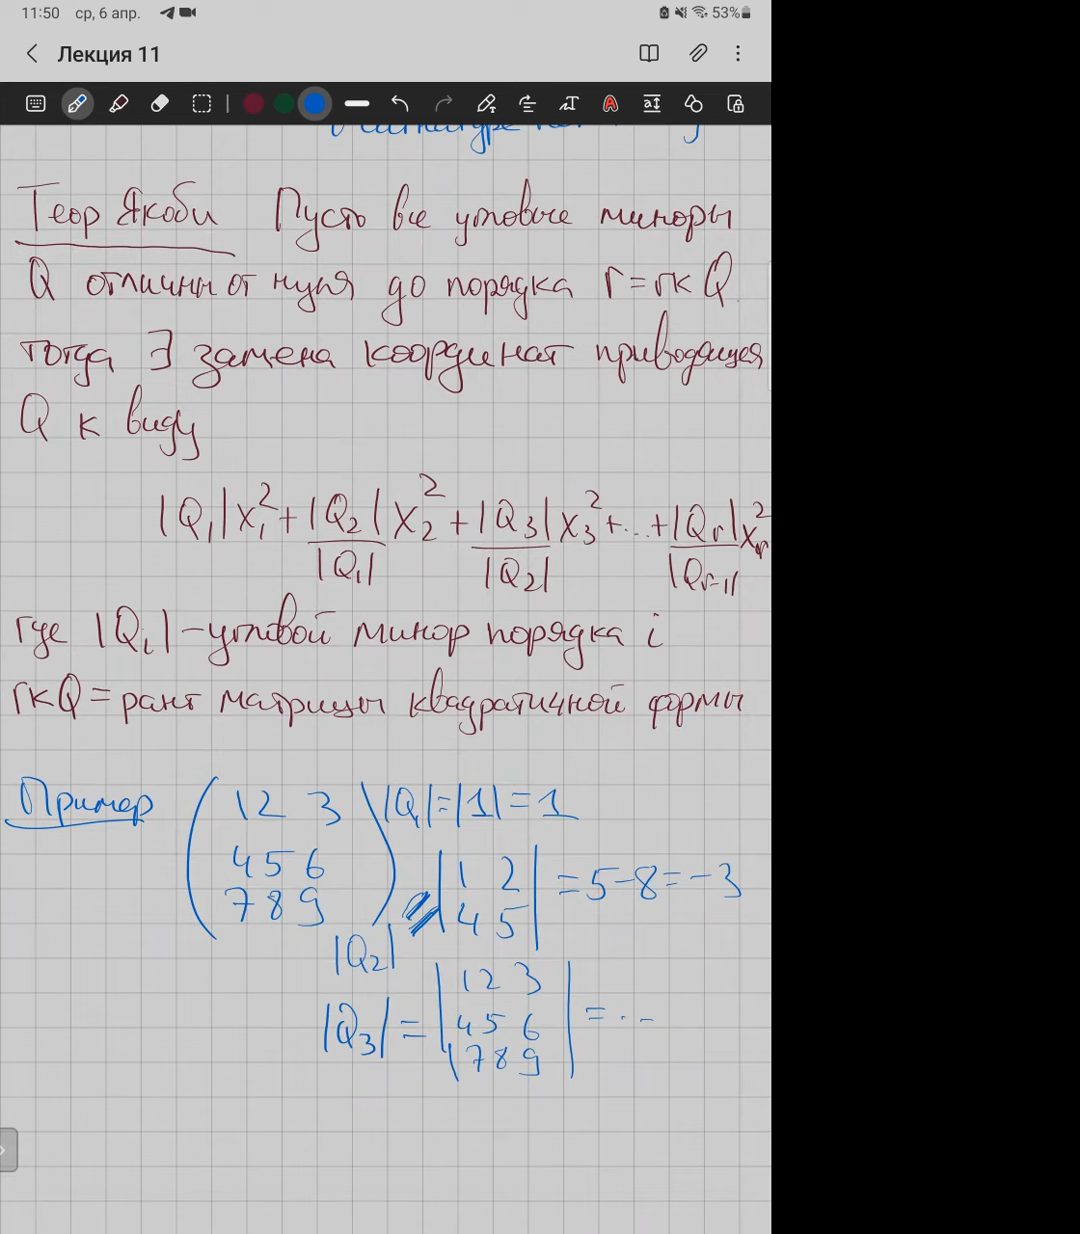 11:50 ср, 6 апр. 53%
Лекция 11
Теор Якоби Пусть все угловые миноры
Q отличны от нуля до порядка r=rkQ
тогда ∃ замена координат приводящая
Q к виду
|Q₁|x₁² + |Q₂|/|Q₁| x₂² + |Q₃|/|Q₂| x₃² + ... + |Qᵣ|/|Qᵣ₋₁| xᵣ²
где |Qᵢ| - угловой минор порядка i
rkQ = ранг матрицы квадратичной формы
Пример ( 1 2 3 ) |Q₁| = |1| = 1
4 5 6 | 1 2 | = 5-8 = -3
7 8 9 | 4 5 |
|Q₂|
|Q₃| = | 1 2 3 | = ...
| 4 5 6 |
| 7 8 9 |